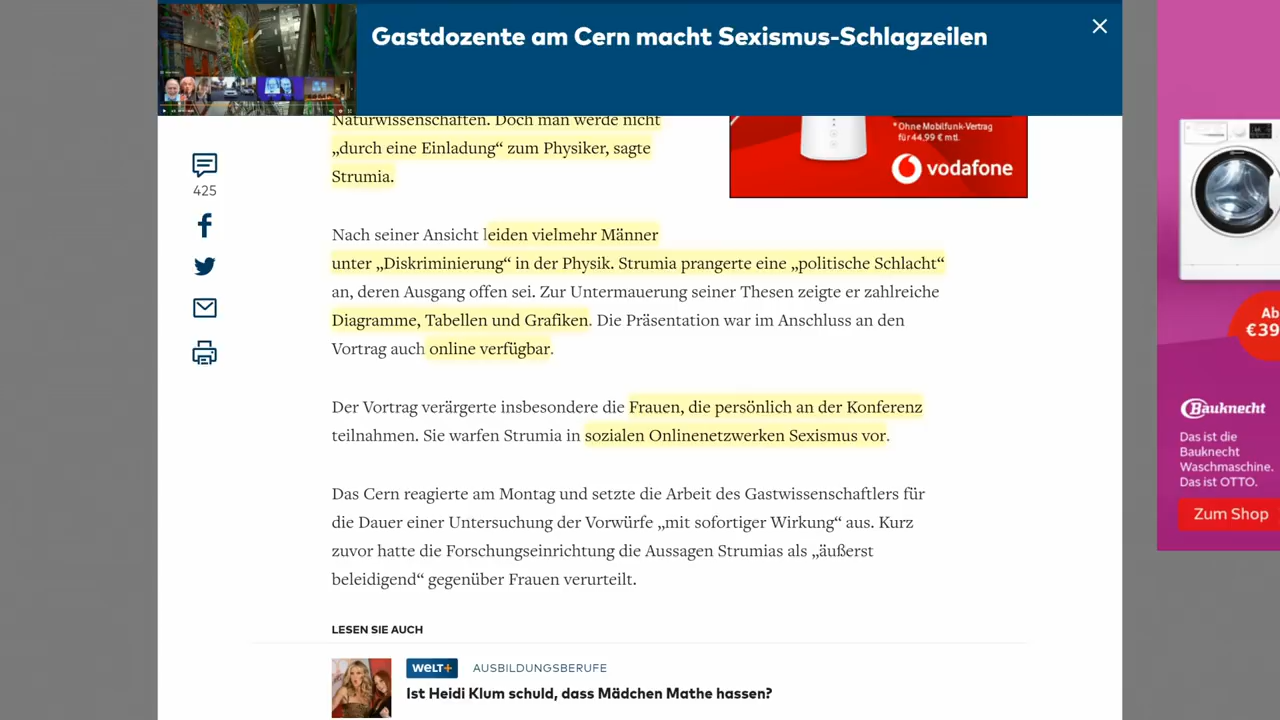 Gastdozente am Cern macht Sexismus-Schlagzeilen
Naturwissenschaften. Doch man werde nicht
„durch eine Einladung“ zum Physiker, sagte
Strumia.
*Ohne Mobilfunk-Vertrag
für 44,99 € mtl.
vodafone
425
Nach seiner Ansicht leiden vielmehr Männer
unter „Diskriminierung“ in der Physik. Strumia prangerte eine „politische Schlacht“
an, deren Ausgang offen sei. Zur Untermauerung seiner Thesen zeigte er zahlreiche
Diagramme, Tabellen und Grafiken. Die Präsentation war im Anschluss an den
Vortrag auch online verfügbar.
Der Vortrag verärgerte insbesondere die Frauen, die persönlich an der Konferenz
teilnahmen. Sie warfen Strumia in sozialen Onlinenetzwerken Sexismus vor.
Das Cern reagierte am Montag und setzte die Arbeit des Gastwissenschaftlers für
die Dauer einer Untersuchung der Vorwürfe „mit sofortiger Wirkung“ aus. Kurz
zuvor hatte die Forschungseinrichtung die Aussagen Strumias als „äußerst
beleidigend“ gegenüber Frauen verurteilt.
LESEN SIE AUCH
WELT+ AUSBILDUNGSBERUFE
Ist Heidi Klum schuld, dass Mädchen Mathe hassen?
Ab
€39
Bauknecht
Das ist die
Bauknecht
Waschmaschine.
Das ist OTTO.
Zum Shop